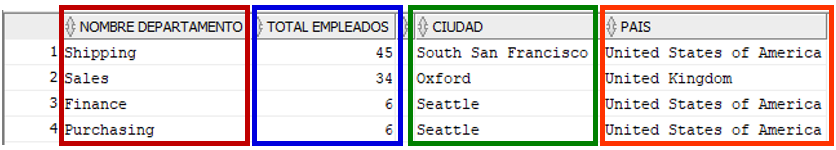 NOMBRE DEPARTAMENTO TOTAL EMPLEADOS CIUDAD PAIS
1 Shipping 45 South San Francisco United States of America
2 Sales 34 Oxford United Kingdom
3 Finance 6 Seattle United States of America
4 Purchasing 6 Seattle United States of America